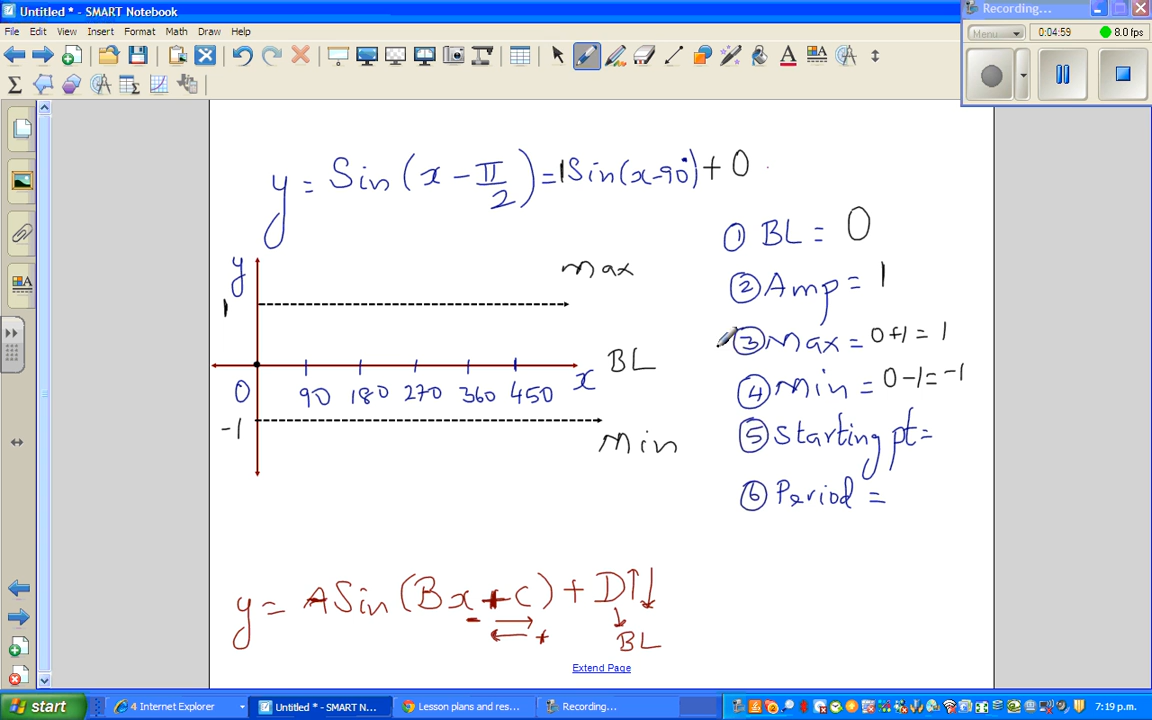 Untitled * - SMART Notebook
Recording...
File Edit View Insert Format Math Draw Help
Menu
0:04:59
8.0 fps
y = Sin (x - π/2) = 1Sin(x-90°) + 0
① BL = 0
② Amp = 1
③ Max = 0+1 = 1
④ Min = 0-1 = -1
⑤ Starting pt =
⑥ Period =
y
max
1
BL
x
0 90 180 270 360 450
-1
Min
y = ASin (Bx + C) + D↑↓
- → ↓
← + BL
Extend Page
start
4 Internet Explorer
Untitled * - SMART N...
Lesson plans and res...
Recording...
7:19 p.m.